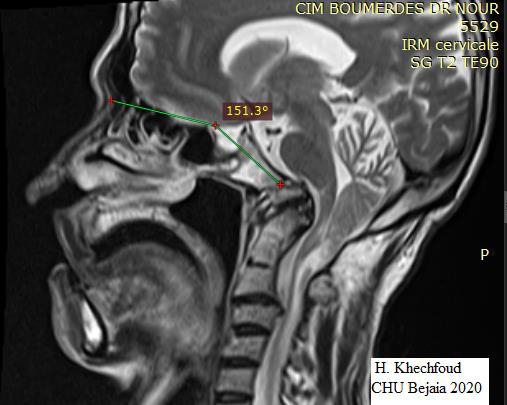 CIM BOUMERDES DR NOUR
5529
IRM cervicale
SG T2 TE90
151.3°
P
H. Khechfoud
CHU Bejaia 2020